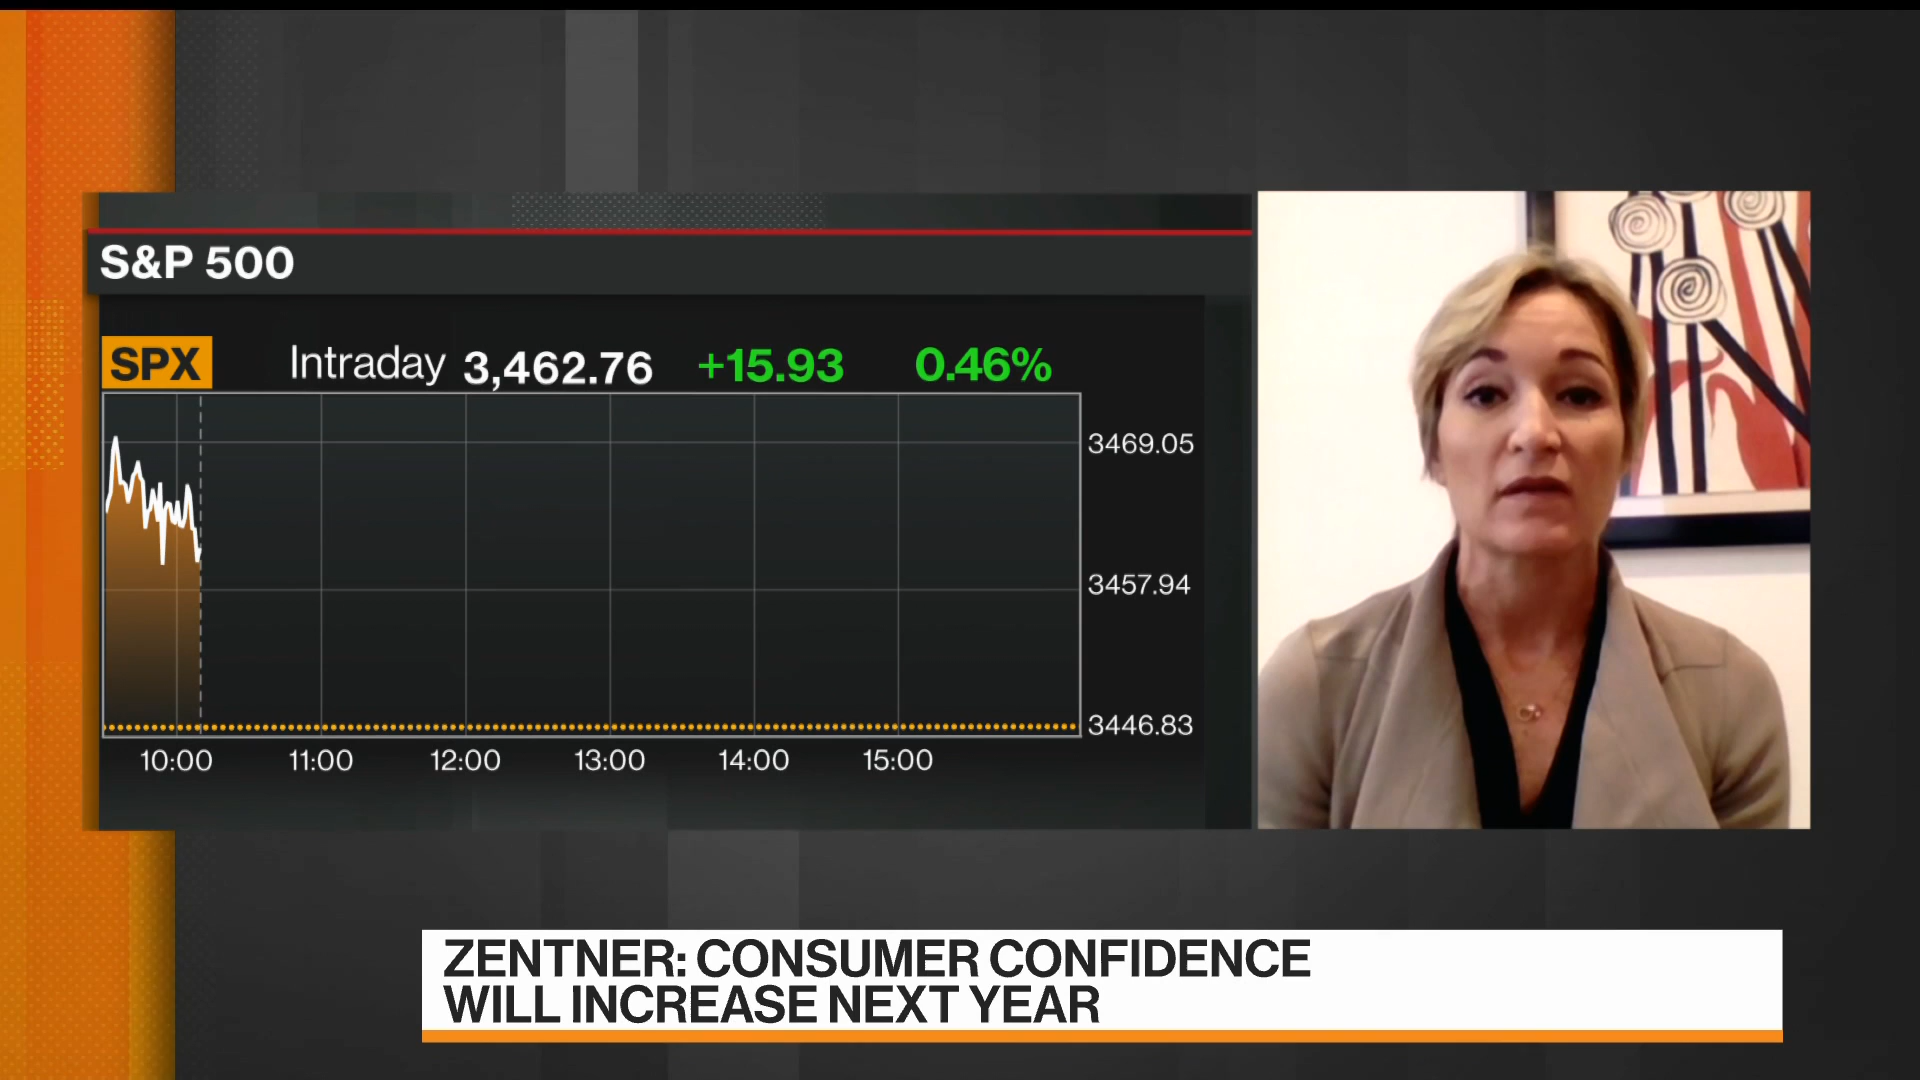 S&P 500
SPX Intraday 3,462.76 +15.93 0.46%
3469.05
3457.94
3446.83
10:00 11:00 12:00 13:00 14:00 15:00
ZENTNER: CONSUMER CONFIDENCE
WILL INCREASE NEXT YEAR